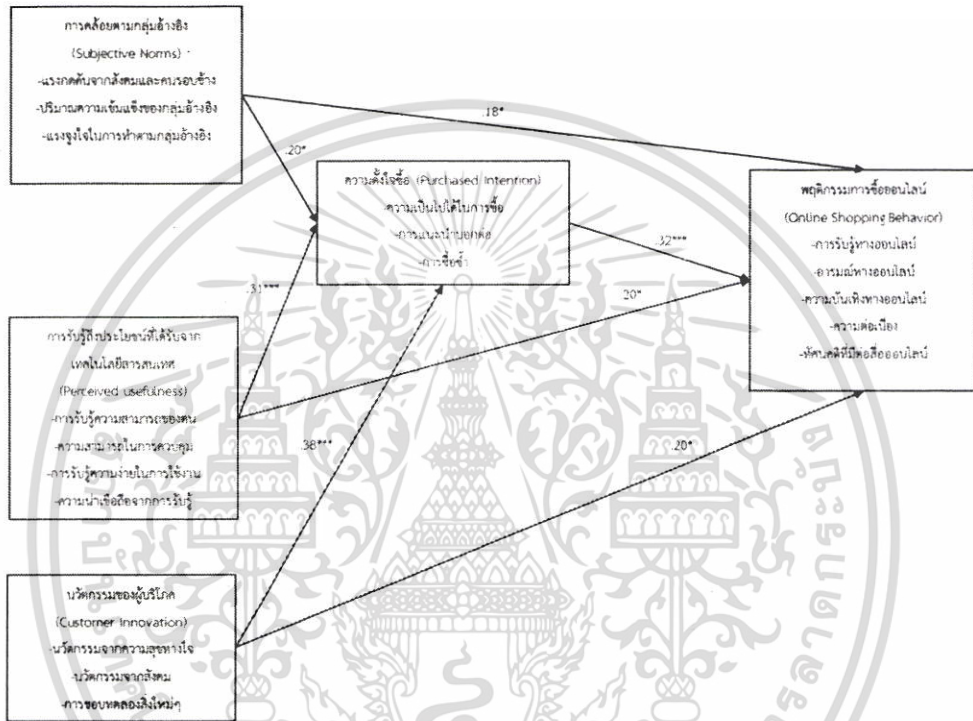 การคล้อยตามกลุ่มอ้างอิง
(Subjective Norms)
-แรงกดดันจากสังคมและคนรอบข้าง
-ปริมาณความเข้มแข็งของกลุ่มอ้างอิง
-แรงจูงใจในการทำตามกลุ่มอ้างอิง
.18*
.20*
ความตั้งใจซื้อ (Purchased Intention)
-ความเป็นไปได้ในการซื้อ
-การแนะนำบอกต่อ
-การซื้อซ้ำ
พฤติกรรมการซื้อออนไลน์
(Online Shopping Behavior)
-การรับรู้ทางออนไลน์
-อารมณ์ทางออนไลน์
-ความบันเทิงทางออนไลน์
-ความต่อเนื่อง
-ทัศนคติที่มีต่อสื่อออนไลน์
.32***
.31***
.20*
การรับรู้ถึงประโยชน์ที่ได้รับจาก
เทคโนโลยีสารสนเทศ
(Perceived usefulness)
-การรับรู้ความสามารถของตน
-ความสามารถในการควบคุม
-การรับรู้ความง่ายในการใช้งาน
-ความน่าเชื่อถือจากการรับรู้
.38***
.20*
นวัตกรรมของผู้บริโภค
(Customer Innovation)
-นวัตกรรมจากความสุขทางใจ
-นวัตกรรมจากสังคม
-การชอบทดลองสิ่งใหม่ๆ